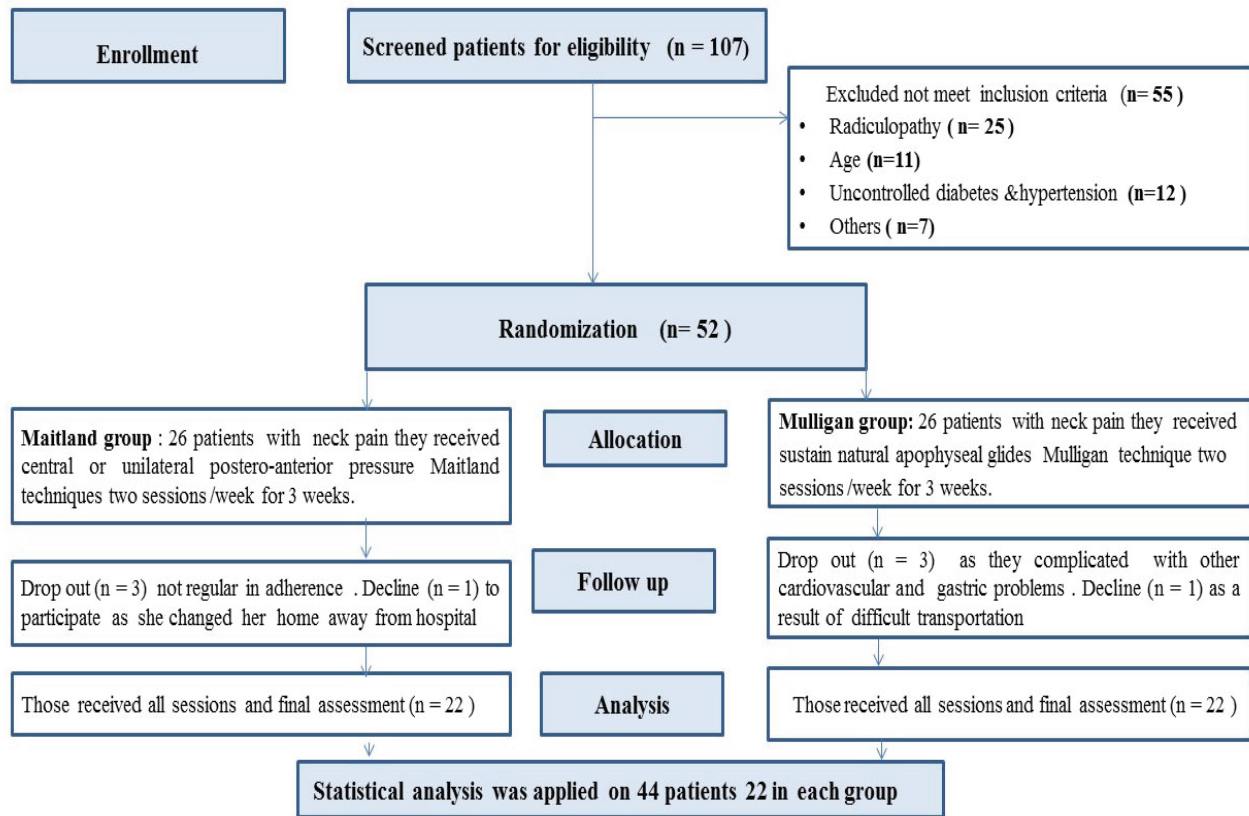 Enrollment
Screened patients for eligibility (n = 107)
Excluded not meet inclusion criteria (n= 55 )
• Radiculopathy ( n= 25 )
• Age (n=11)
• Uncontrolled diabetes &hypertension (n=12 )
• Others ( n=7)
Randomization (n= 52 )
Maitland group : 26 patients with neck pain they received
central or unilateral postero-anterior pressure Maitland
techniques two sessions /week for 3 weeks.
Allocation
Mulligan group: 26 patients with neck pain they received
sustain natural apophyseal glides Mulligan technique two
sessions /week for 3 weeks.
Drop out (n = 3) not regular in adherence . Decline (n = 1) to
participate as she changed her home away from hospital
Follow up
Drop out (n = 3) as they complicated with other
cardiovascular and gastric problems . Decline (n = 1) as a
result of difficult transportation
Those received all sessions and final assessment (n = 22 )
Analysis
Those received all sessions and final assessment (n = 22 )
Statistical analysis was applied on 44 patients 22 in each group